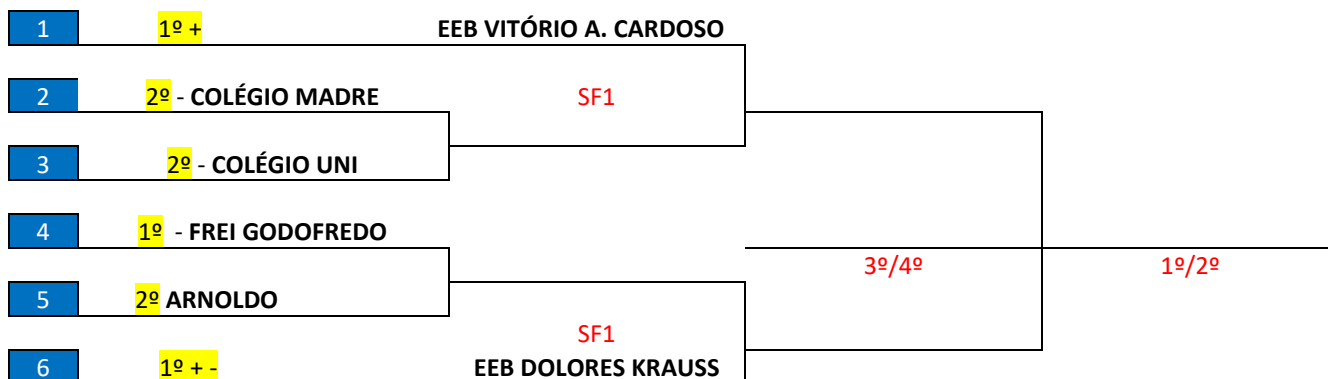 1 1º + EEB VITÓRIO A. CARDOSO
2 2º - COLÉGIO MADRE SF1
3 2º - COLÉGIO UNI
4 1º - FREI GODOFREDO
3º/4º 1º/2º
5 2º ARNOLDO
SF1
6 1º + - EEB DOLORES KRAUSS